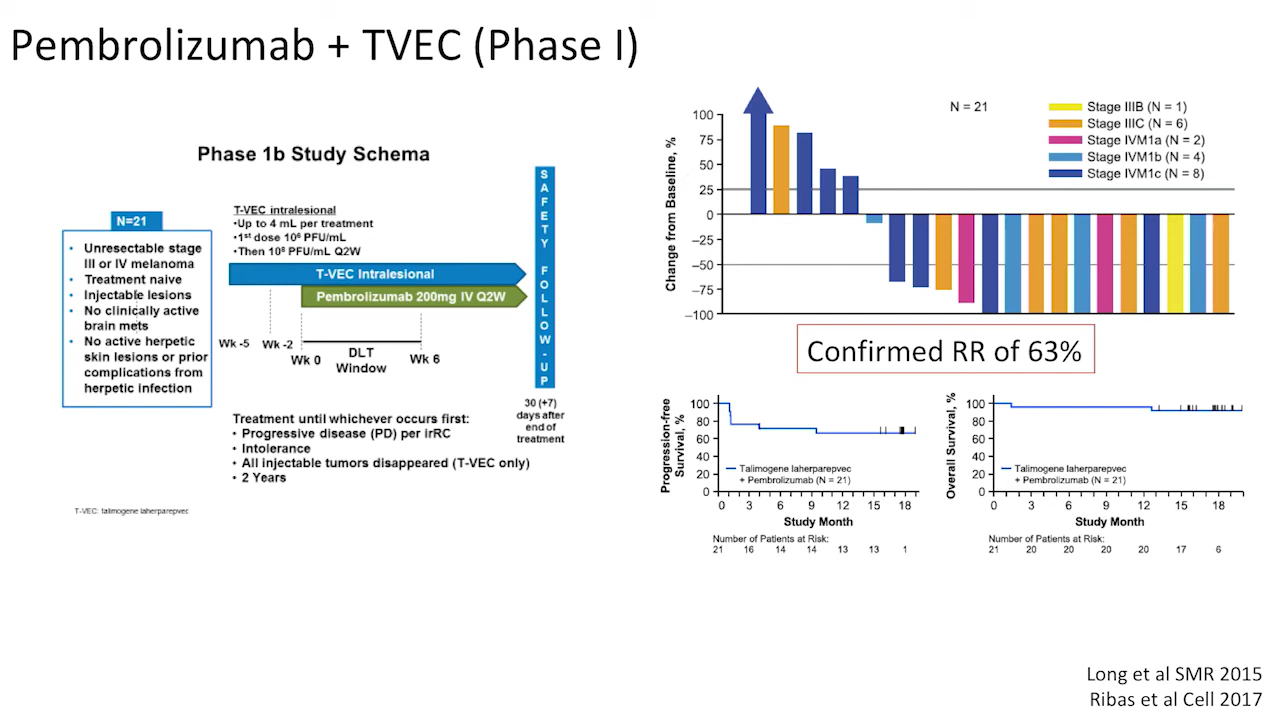 Pembrolizumab + TVEC (Phase I)
Phase 1b Study Schema
N=21
• Unresectable stage
III or IV melanoma
• Treatment naive
• Injectable lesions
• No clinically active
brain mets
• No active herpetic
skin lesions or prior
complications from
herpetic infection
T-VEC intralesional
•Up to 4 mL per treatment
•1st dose 10⁶ PFU/mL
•Then 10⁸ PFU/mL Q2W
T-VEC Intralesional
Pembrolizumab 200mg IV Q2W
Wk -5
Wk -2
Wk 0
DLT
Window
Wk 6
SAFETY FOLLOW-UP
30 (+7)
days after
end of
treatment
Treatment until whichever occurs first:
• Progressive disease (PD) per irRC
• Intolerance
• All injectable tumors disappeared (T-VEC only)
• 2 Years
T-VEC: talimogene laherparepvec
Change from Baseline, %
100
75
50
25
0
−25
−50
−75
−100
N = 21
Stage IIIB (N = 1)
Stage IIIC (N = 6)
Stage IVM1a (N = 2)
Stage IVM1b (N = 4)
Stage IVM1c (N = 8)
Confirmed RR of 63%
Progression-free
Survival, %
100
80
60
40
20
0
Talimogene laherparepvec
+ Pembrolizumab (N = 21)
0 3 6 9 12 15 18
Study Month
Number of Patients at Risk:
21 16 14 14 13 13 1
Overall Survival, %
100
80
60
40
20
0
Talimogene laherparepvec
+ Pembrolizumab (N = 21)
0 3 6 9 12 15 18
Study Month
Number of Patients at Risk:
21 20 20 20 20 17 6
Long et al SMR 2015
Ribas et al Cell 2017